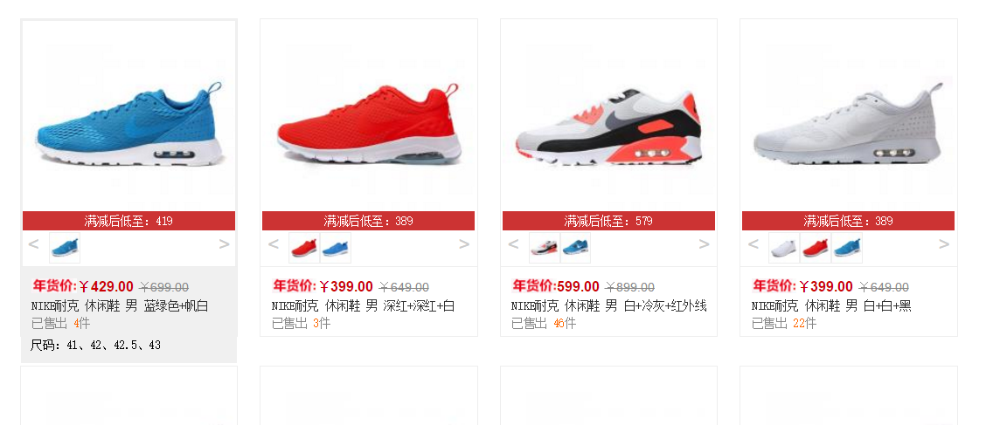 满减后低至：419
< >
年货价:￥429.00 ￥699.00
NIKE耐克 休闲鞋 男 蓝绿色+帆白
已售出 4件
尺码：41、42、42.5、43
满减后低至：389
< >
年货价:￥399.00 ￥649.00
NIKE耐克 休闲鞋 男 深红+深红+白
已售出 3件
满减后低至：579
< >
年货价:599.00 ￥899.00
NIKE耐克 休闲鞋 男 白+冷灰+红外线
已售出 46件
满减后低至：389
< >
年货价:￥399.00 ￥649.00
NIKE耐克 休闲鞋 男 白+白+黑
已售出 22件